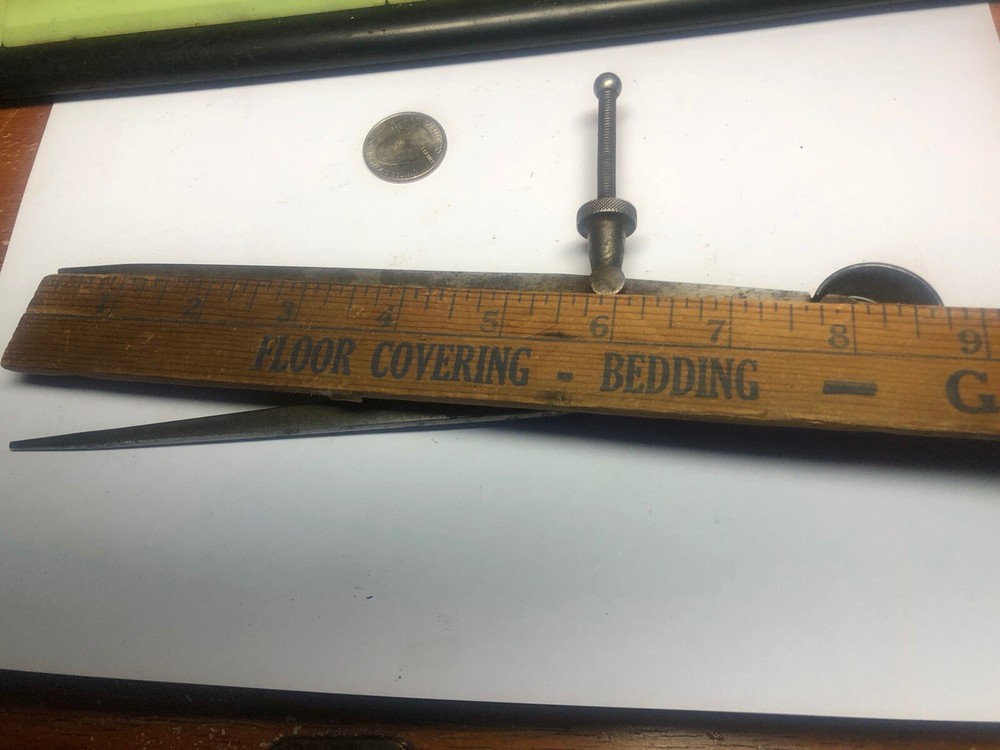 1 2 3 4 5 6 7 8 9
FLOOR COVERING - BEDDING — G